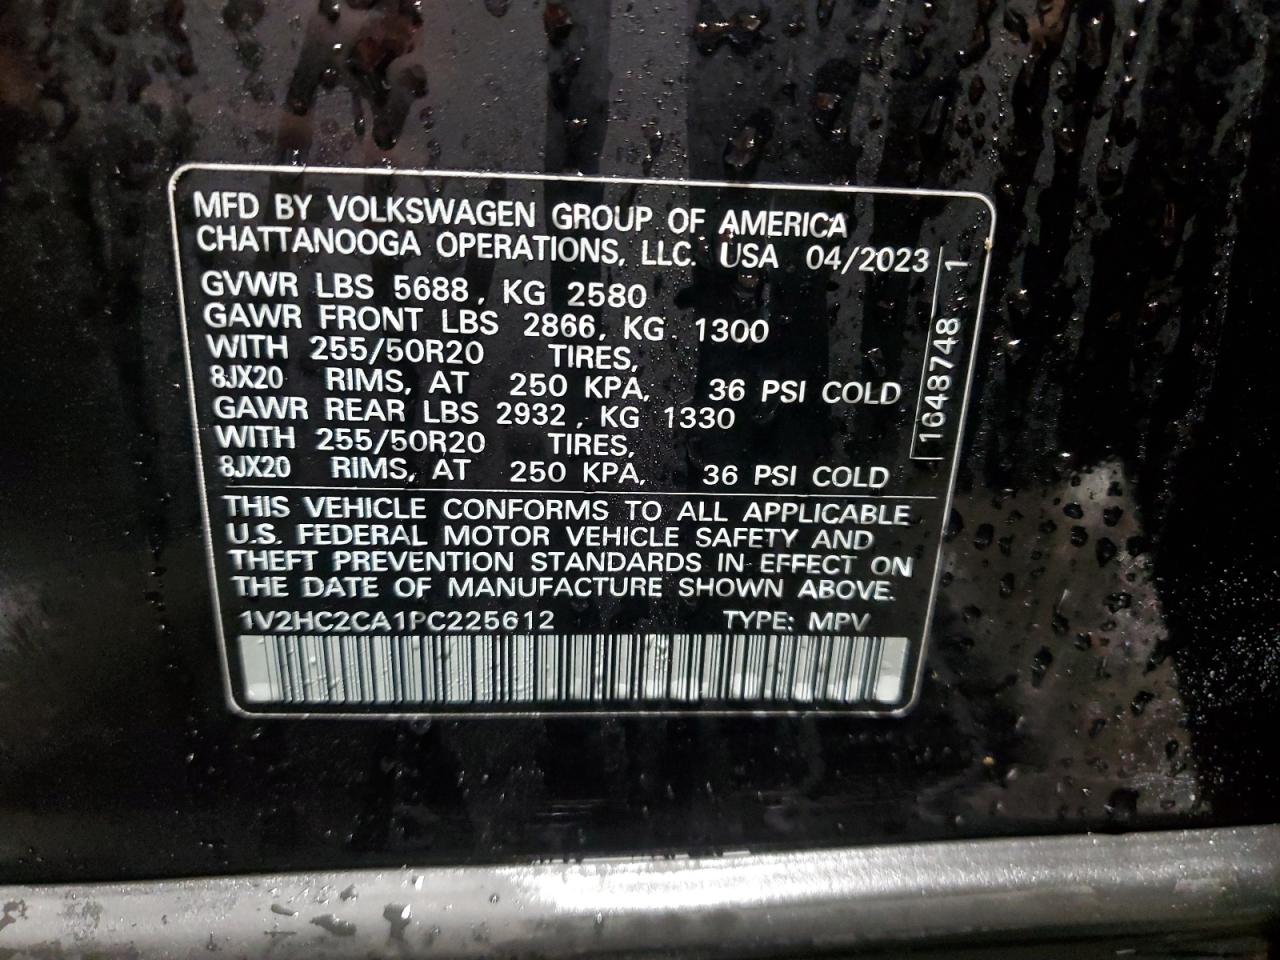 MFD BY VOLKSWAGEN GROUP OF AMERICA
CHATTANOOGA OPERATIONS, LLC. USA 04/2023
GVWR LBS 5688, KG 2580
GAWR FRONT LBS 2866, KG 1300
WITH 255/50R20 TIRES,
8JX20 RIMS, AT 250 KPA, 36 PSI COLD
GAWR REAR LBS 2932, KG 1330
WITH 255/50R20 TIRES,
8JX20 RIMS, AT 250 KPA, 36 PSI COLD
1648748 1
THIS VEHICLE CONFORMS TO ALL APPLICABLE
U.S. FEDERAL MOTOR VEHICLE SAFETY AND
THEFT PREVENTION STANDARDS IN EFFECT ON
THE DATE OF MANUFACTURE SHOWN ABOVE.
1V2HC2CA1PC225612 TYPE: MPV